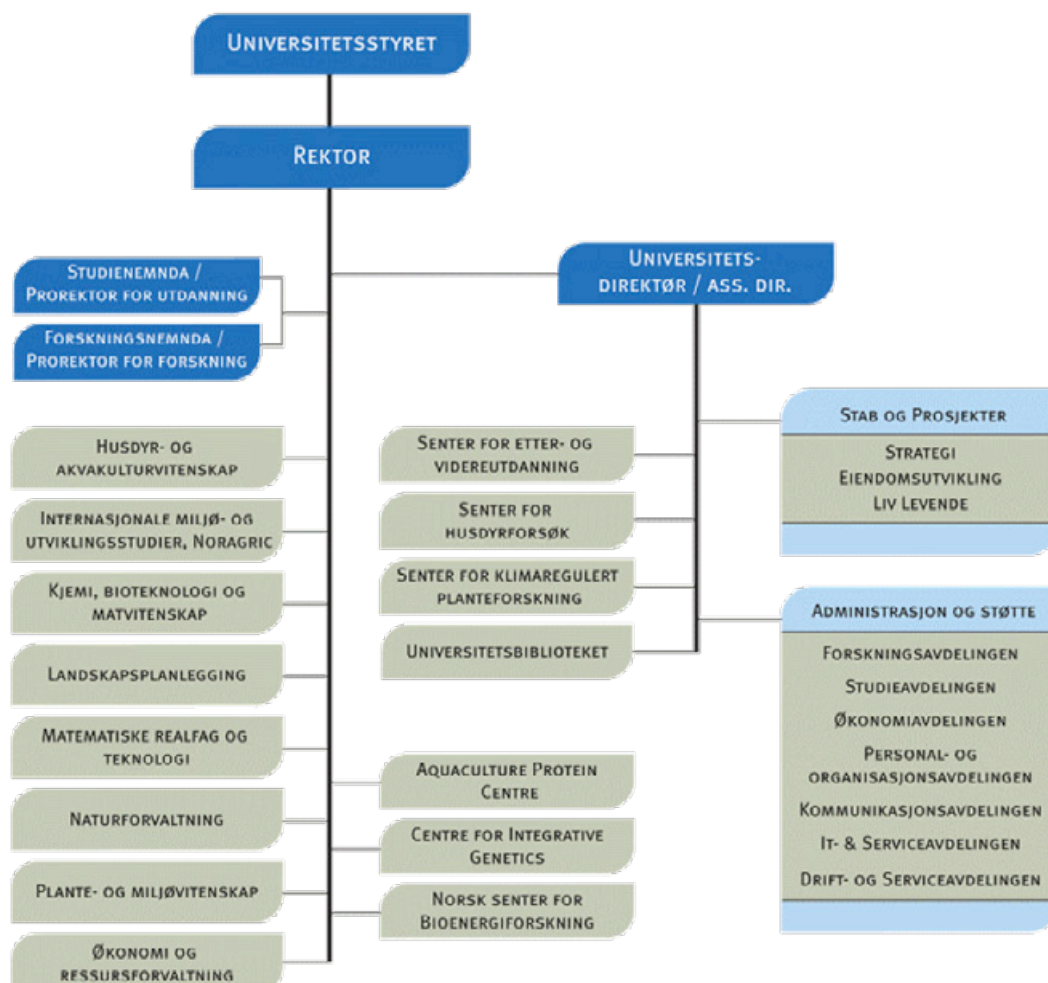 UNIVERSITETSSTYRET
REKTOR
STUDIENEMNDA /
PROREKTOR FOR UTDANNING
FORSKNINGSNEMNDA /
PROREKTOR FOR FORSKNING
UNIVERSITETS-
DIREKTØR / ASS. DIR.
HUSDYR- OG
AKVAKULTURVITENSKAP
INTERNASJONALE MILJØ- OG
UTVIKLINGSSTUDIER, NORAGRIC
KJEMI, BIOTEKNOLOGI OG
MATVITENSKAP
LANDSKAPSPLANLEGGING
MATEMATISKE REALFAG OG
TEKNOLOGI
NATURFORVALTNING
PLANTE- OG MILJØVITENSKAP
ØKONOMI OG
RESSURSFORVALTNING
SENTER FOR ETTER- OG
VIDEREUTDANNING
SENTER FOR
HUSDYRFORSØK
SENTER FOR KLIMAREGULERT
PLANTEFORSKNING
UNIVERSITETSBIBLIOTEKET
AQUACULTURE PROTEIN
CENTRE
CENTRE FOR INTEGRATIVE
GENETICS
NORSK SENTER FOR
BIOENERGIFORSKNING
STAB OG PROSJEKTER
STRATEGI
EIENDOMSUTVIKLING
LIV LEVENDE
ADMINISTRASJON OG STØTTE
FORSKNINGSAVDELINGEN
STUDIEAVDELINGEN
ØKONOMIAVDELINGEN
PERSONAL- OG
ORGANISASJONSAVDELINGEN
KOMMUNIKASJONSAVDELINGEN
IT- & SERVICEAVDELINGEN
DRIFT- OG SERVICEAVDELINGEN